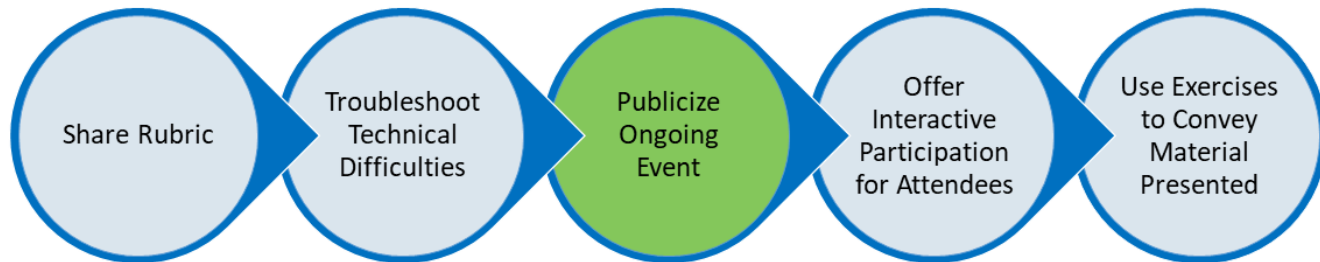 Share Rubric
Troubleshoot
Technical
Difficulties
Publicize
Ongoing
Event
Offer
Interactive
Participation
for Attendees
Use Exercises
to Convey
Material
Presented